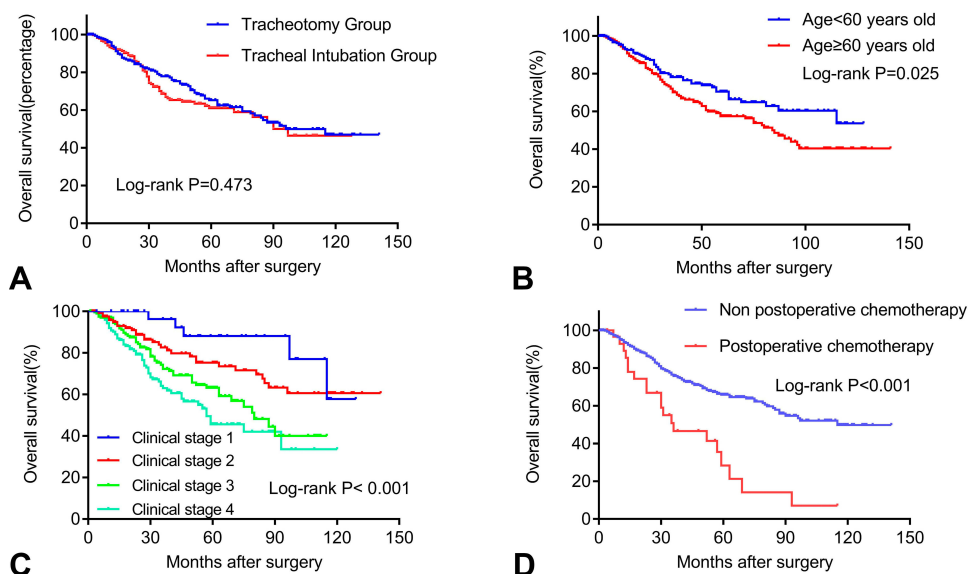 Tracheotomy Group
Tracheal Intubation Group
Overall survival(percentage)
100
80
60
40
20
0
Log-rank P=0.473
0 30 60 90 120 150
Months after surgery
A
Age<60 years old
Age≥60 years old
Log-rank P=0.025
Overall survival(%)
100
80
60
40
20
0
0 50 100 150
Months after surgery
B
Overall survival(%)
100
80
60
40
20
0
Clinical stage 1
Clinical stage 2
Clinical stage 3
Clinical stage 4
Log-rank P< 0.001
0 30 60 90 120 150
Months after surgery
C
Non postoperative chemotherapy
Postoperative chemotherapy
Log-rank P<0.001
Overall survival(%)
100
80
60
40
20
0
0 30 60 90 120 150
Months after surgery
D